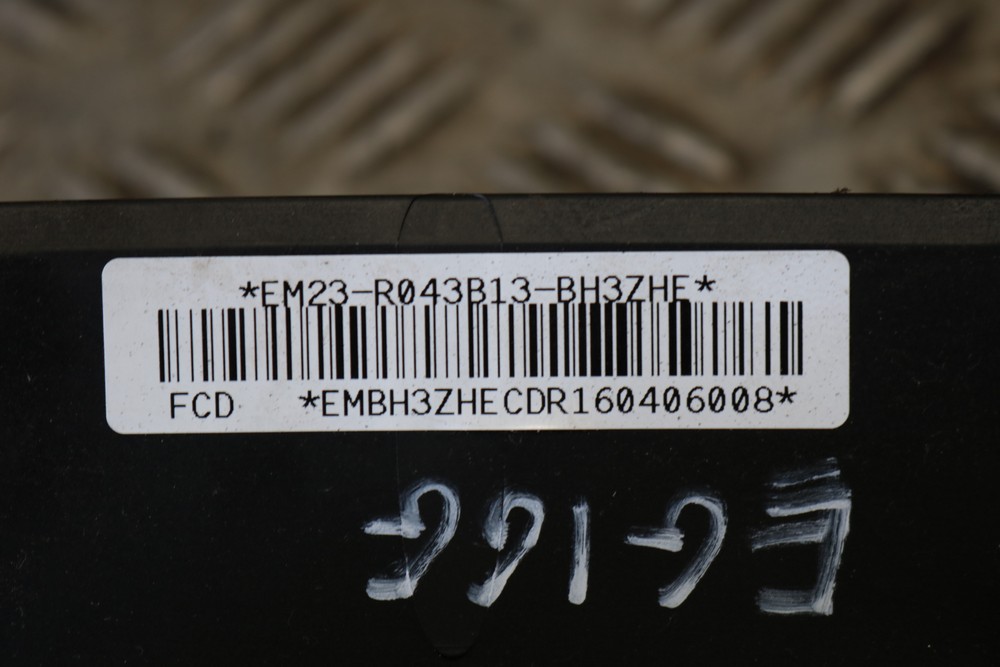 *EM23-R043B13-BH3ZHE*
FCD *EMBH3ZHECDR160406008*